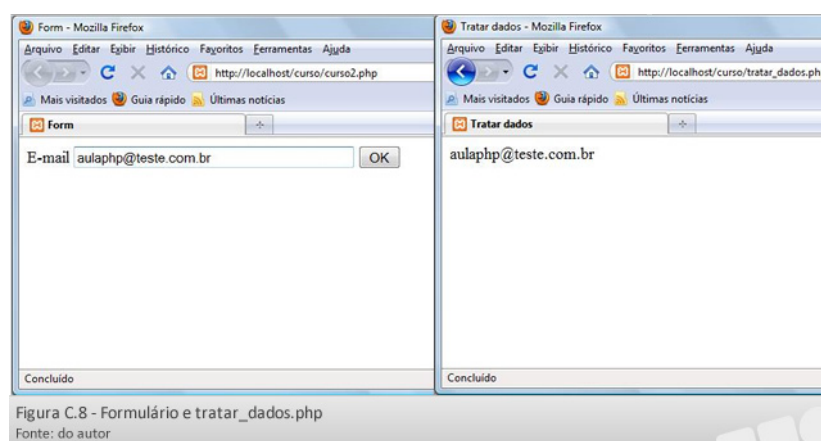 Form - Mozilla Firefox
Arquivo Editar Exibir Histórico Favoritos Ferramentas Ajuda
http://localhost/curso/curso2.php
Mais visitados Guia rápido Últimas notícias
Form
E-mail aulaphp@teste.com.br OK
Concluído
Tratar dados - Mozilla Firefox
Arquivo Editar Exibir Histórico Favoritos Ferramentas Ajuda
http://localhost/curso/tratar_dados.ph
Mais visitados Guia rápido Últimas notícias
Tratar dados
aulaphp@teste.com.br
Concluído
Figura C.8 - Formulário e tratar_dados.php
Fonte: do autor